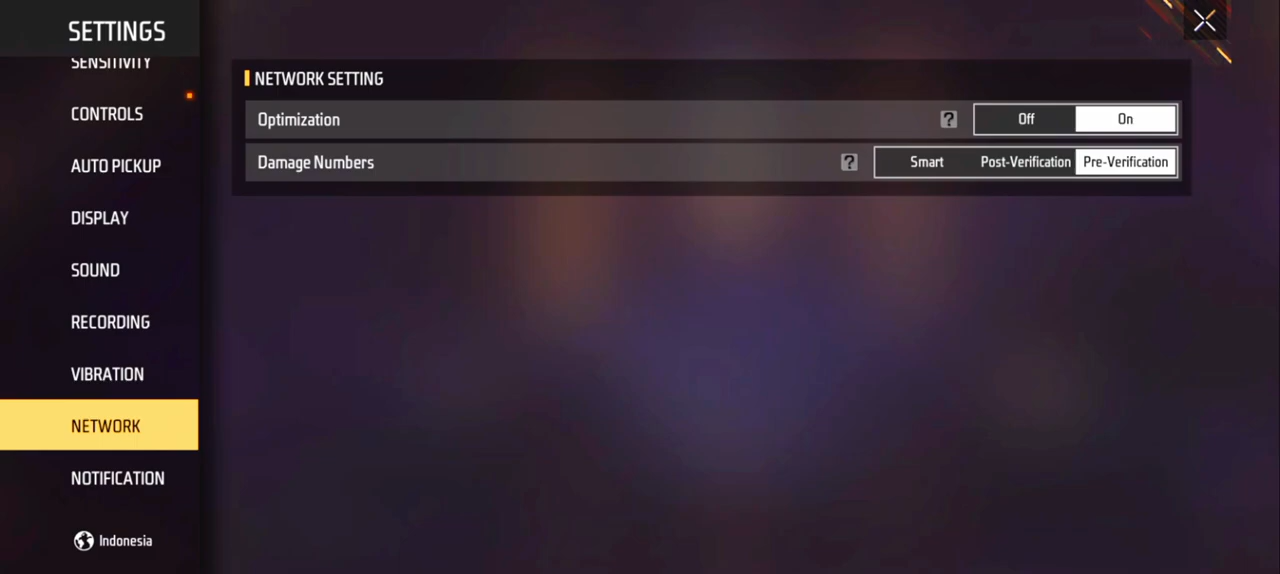 SETTINGS
SENSITIVITY
CONTROLS
AUTO PICKUP
DISPLAY
SOUND
RECORDING
VIBRATION
NETWORK
NOTIFICATION
Indonesia
NETWORK SETTING
Optimization ? Off On
Damage Numbers ? Smart Post-Verification Pre-Verification